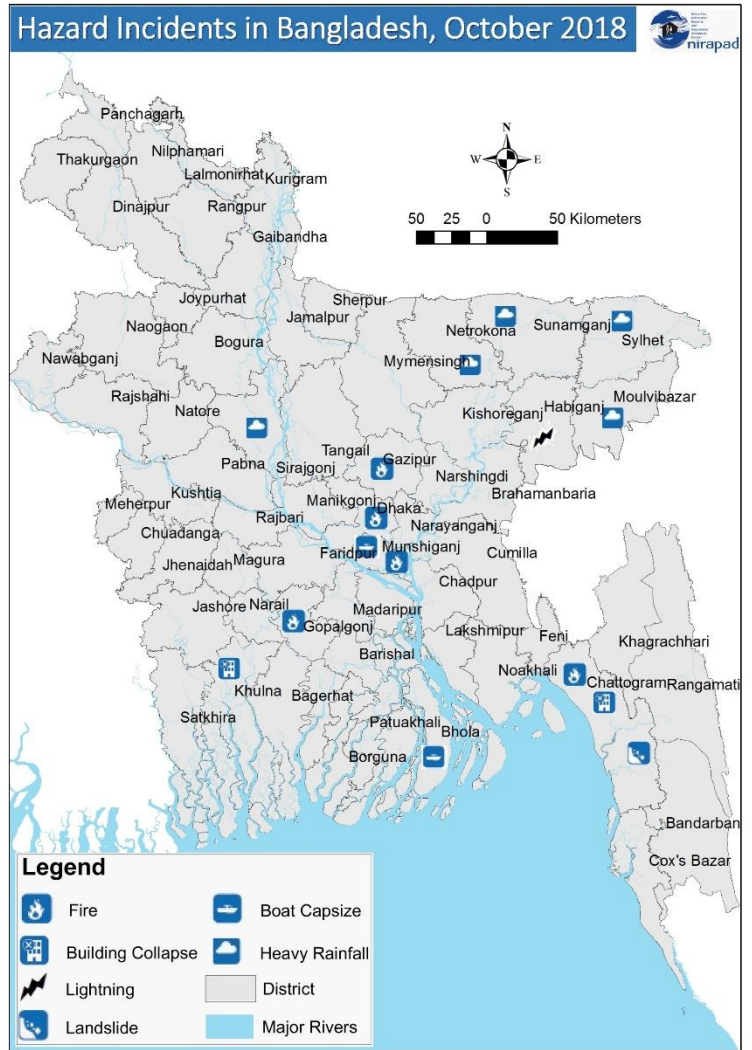 Hazard Incidents in Bangladesh, October 2018
nirapad
N
W
E
S
50 25 0 50 Kilometers
Panchagarh
Thakurgaon
Nilphamari
Lalmonirhat
Kurigram
Dinajpur
Rangpur
Gaibandha
Joypurhat
Sherpur
Jamalpur
Naogaon
Bogura
Netrokona
Sunamganj
Sylhet
Nawabganj
Mymensingh
Rajshahi
Natore
Kishoreganj
Habiganj
Moulvibazar
Tangail
Gazipur
Pabna
Sirajgonj
Narshingdi
Brahamanbaria
Meherpur
Kushtia
Manikgonj
Dhaka
Rajbari
Narayanganj
Chuadanga
Faridpur
Munshiganj
Cumilla
Jhenaidah
Magura
Chadpur
Jashore
Narail
Madaripur
Gopalgonj
Lakshmipur
Feni
Khagrachhari
Barishal
Noakhali
Chattogram
Rangamati
Khulna
Bagerhat
Satkhira
Patuakhali
Bhola
Borguna
Bandarban
Cox's Bazar
Legend
Fire
Boat Capsize
Building Collapse
Heavy Rainfall
Lightning
District
Landslide
Major Rivers